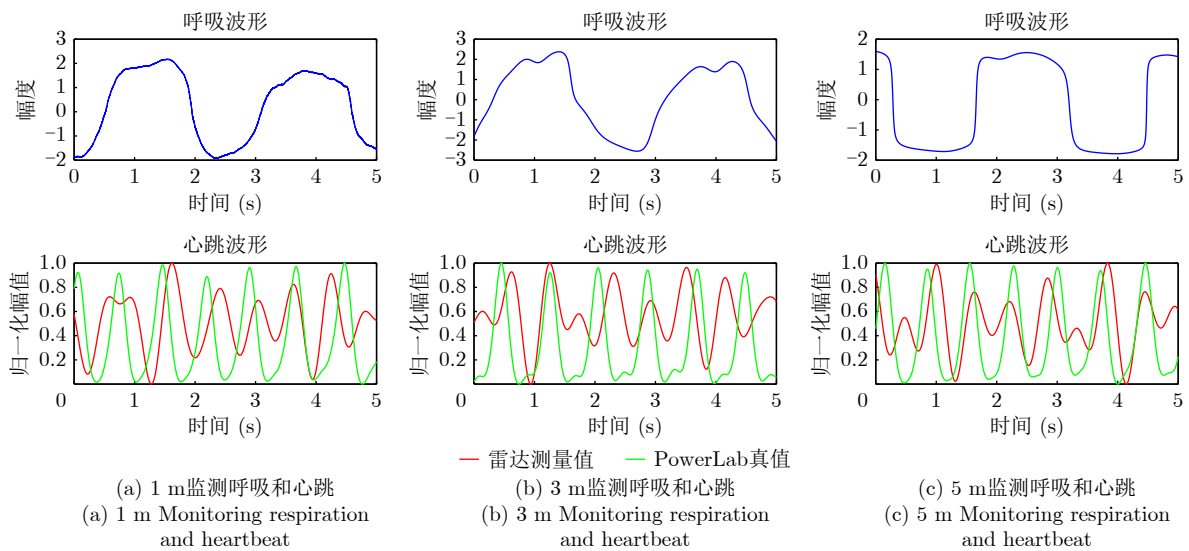 呼吸波形
呼吸波形
呼吸波形
3
2
1
0
−1
−2
幅度
0 1 2 3 4 5
时间 (s)
3
2
1
0
−1
−2
−3
幅度
0 1 2 3 4 5
时间 (s)
2
1
0
−1
−2
幅度
0 1 2 3 4 5
时间 (s)
心跳波形
心跳波形
心跳波形
1.0
0.8
0.6
0.4
0.2
归一化幅值
0 1 2 3 4 5
时间 (s)
1.0
0.8
0.6
0.4
0.2
归一化幅值
0 1 2 3 4 5
时间 (s)
1.0
0.8
0.6
0.4
0.2
归一化幅值
0 1 2 3 4 5
时间 (s)
雷达测量值 PowerLab真值
(a) 1 m监测呼吸和心跳
(a) 1 m Monitoring respiration
and heartbeat
(b) 3 m监测呼吸和心跳
(b) 3 m Monitoring respiration
and heartbeat
(c) 5 m监测呼吸和心跳
(c) 5 m Monitoring respiration
and heartbeat